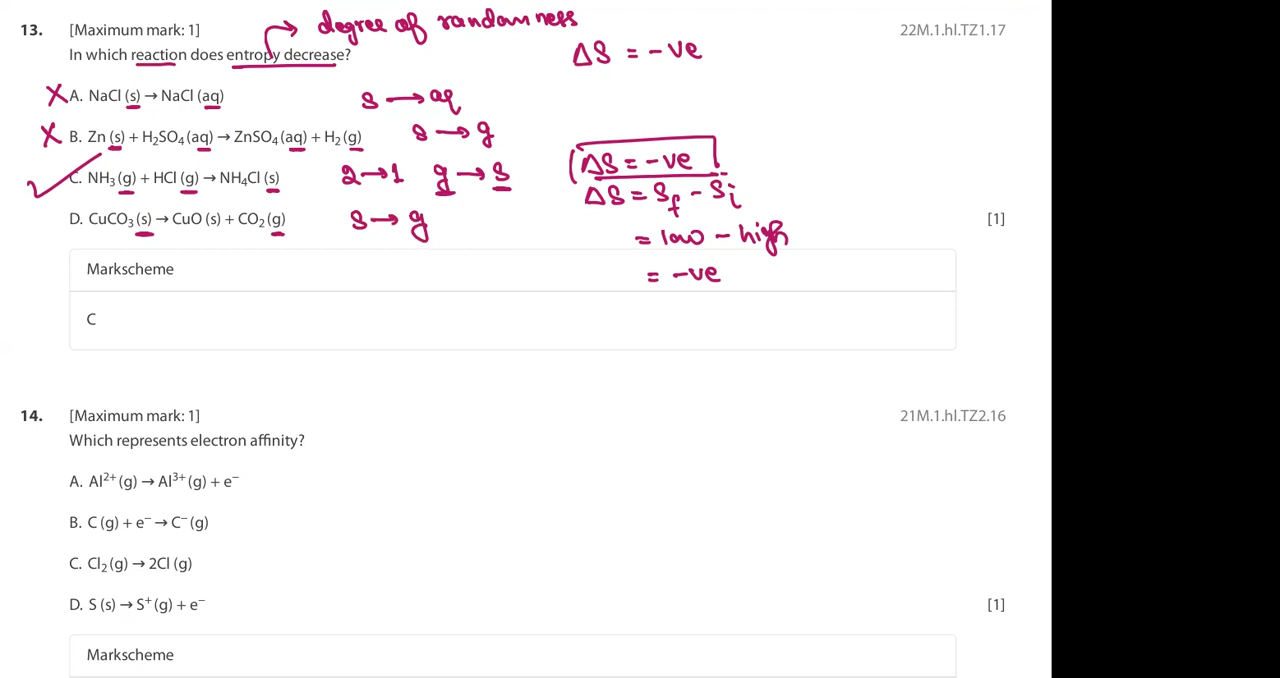 13. [Maximum mark: 1] degree of randomness 22M.1.hl.TZ1.17
In which reaction does entropy decrease? ΔS = -ve
X A. NaCl (s) → NaCl (aq) s → aq
X B. Zn (s) + H₂SO₄ (aq) → ZnSO₄ (aq) + H₂ (g) s → g
C. NH₃ (g) + HCl (g) → NH₄Cl (s) 2→1 g → s ΔS = -ve
ΔS = Sf - Si
D. CuCO₃ (s) → CuO (s) + CO₂ (g) s → g [1]
= low - high
= -ve
Markscheme
C
14. [Maximum mark: 1] 21M.1.hl.TZ2.16
Which represents electron affinity?
A. Al²⁺ (g) → Al³⁺ (g) + e⁻
B. C (g) + e⁻ → C⁻ (g)
C. Cl₂ (g) → 2Cl (g)
D. S (s) → S⁺ (g) + e⁻ [1]
Markscheme